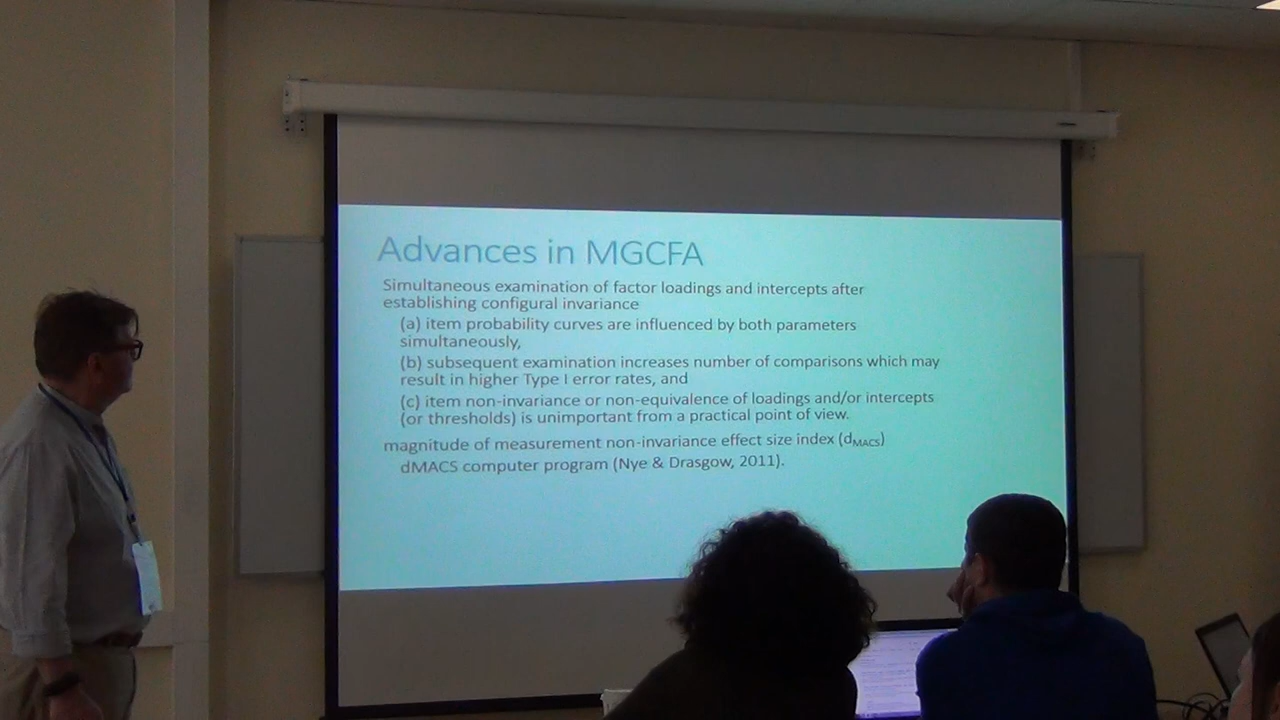 Advances in MGCFA
Simultaneous examination of factor loadings and intercepts after
establishing configural invariance
(a) item probability curves are influenced by both parameters
simultaneously,
(b) subsequent examination increases number of comparisons which may
result in higher Type I error rates, and
(c) item non-invariance or non-equivalence of loadings and/or intercepts
(or thresholds) is unimportant from a practical point of view.
magnitude of measurement non-invariance effect size index (dMACS)
dMACS computer program (Nye & Drasgow, 2011).